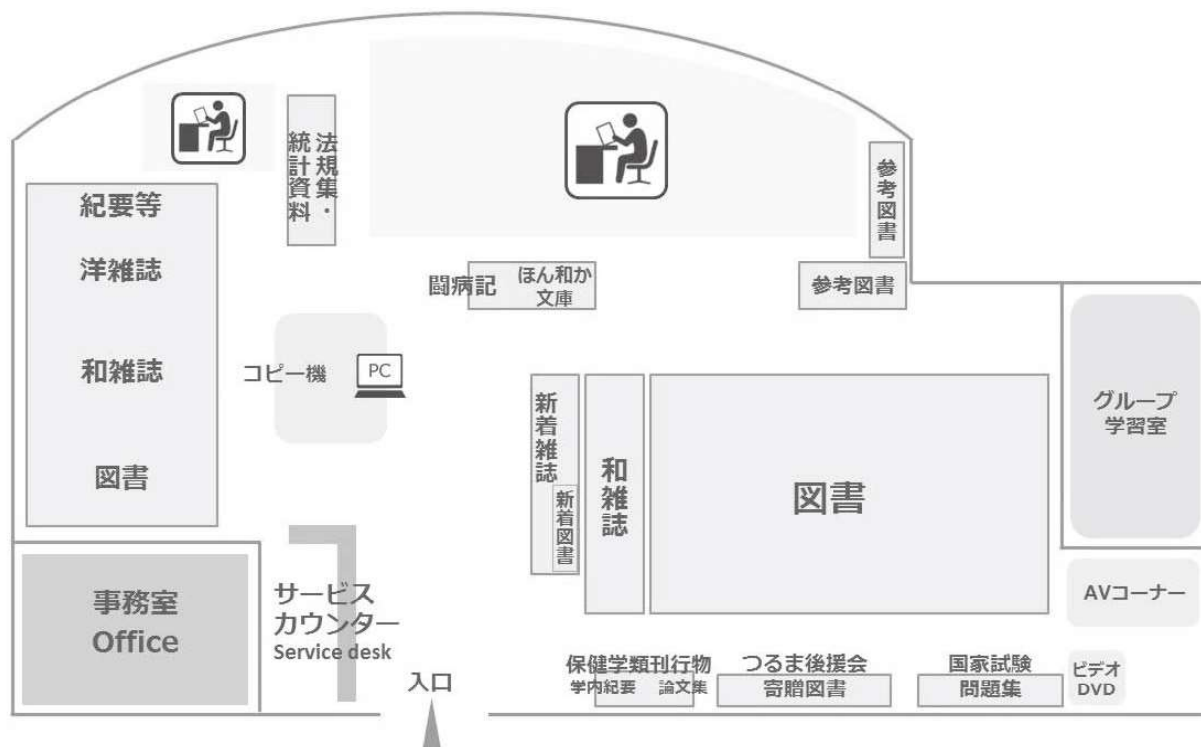 法規集・
統計資料
参考図書
紀要等
洋雑誌
和雑誌
図書
闘病記
ほん和か
文庫
参考図書
コピー機
PC
新着雑誌
新着図書
和雑誌
図書
グループ
学習室
AVコーナー
事務室
Office
サービス
カウンター
Service desk
入口
保健学類刊行物
学内紀要 論文集
つるま後援会
寄贈図書
国家試験
問題集
ビデオ
DVD